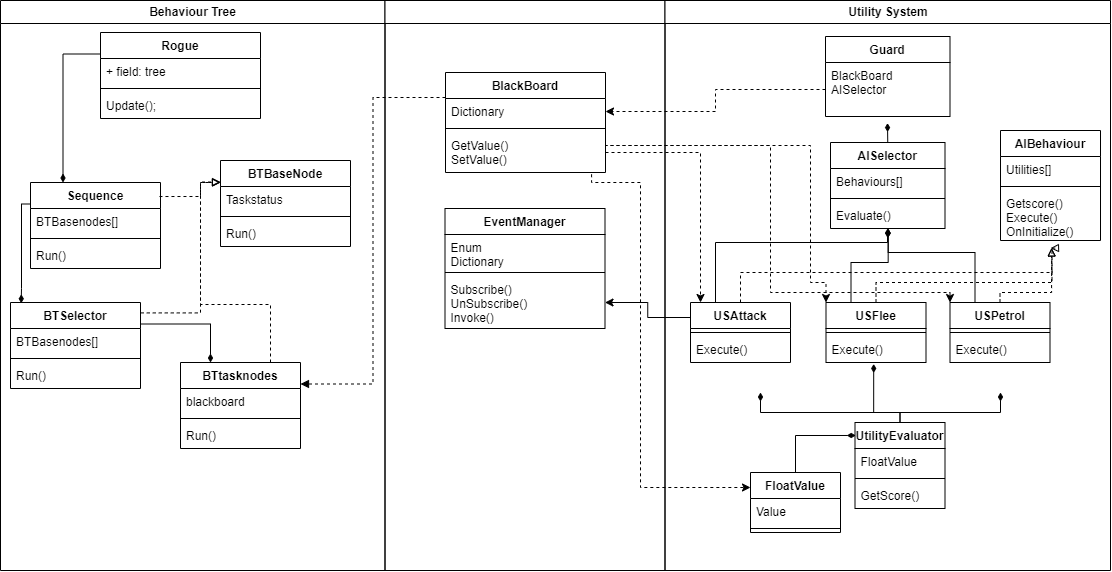 Behaviour Tree
Utility System
Rogue
+ field: tree
Update();
BTBaseNode
Taskstatus
Run()
Sequence
BTBasenodes[]
Run()
BTSelector
BTBasenodes[]
Run()
BTtasknodes
blackboard
Run()
BlackBoard
Dictionary
GetValue()
SetValue()
EventManager
Enum
Dictionary
Subscribe()
UnSubscribe()
Invoke()
Guard
BlackBoard
AISelector
AISelector
Behaviours[]
Evaluate()
AIBehaviour
Utilities[]
Getscore()
Execute()
OnInitialize()
USAttack
Execute()
USFlee
Execute()
USPetrol
Execute()
UtilityEvaluator
FloatValue
GetScore()
FloatValue
Value